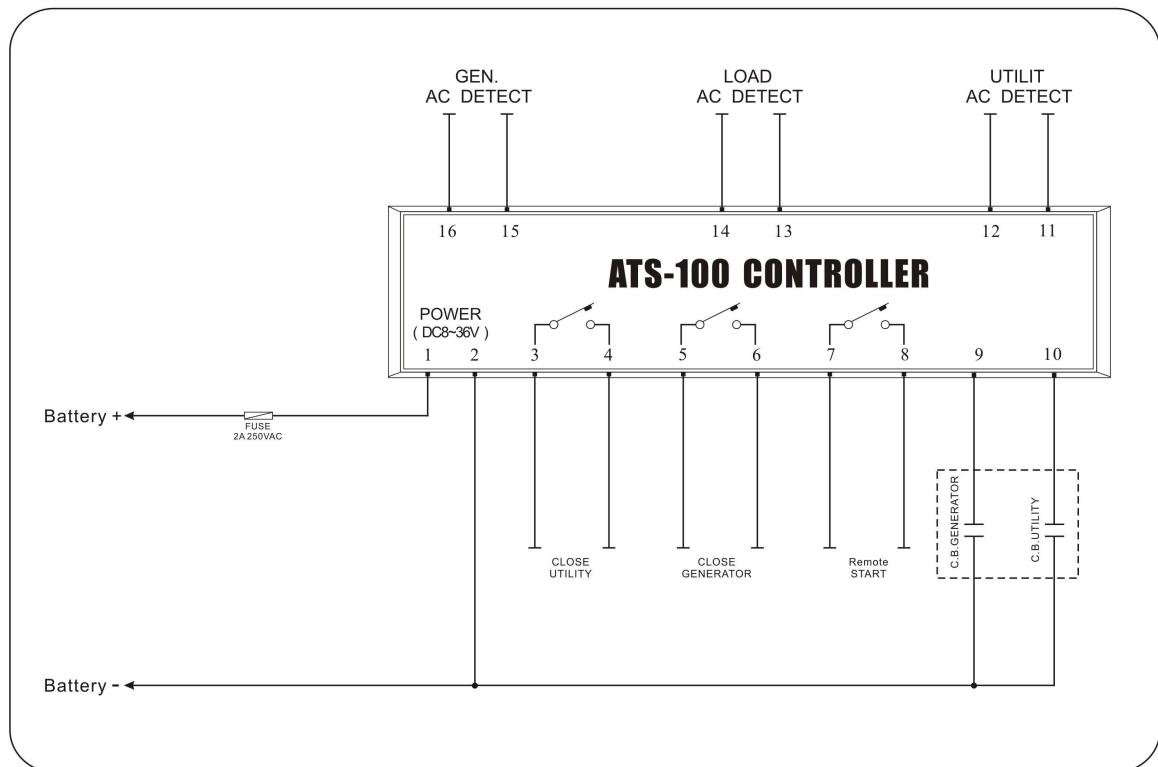 GEN.
AC DETECT
LOAD
AC DETECT
UTILIT
AC DETECT
16 15 14 13 12 11
ATS-100 CONTROLLER
POWER
( DC8~36V )
1 2 3 4 5 6 7 8 9 10
Battery +
FUSE
2A 250VAC
C.B.GENERATOR
C.B.UTILITY
CLOSE
UTILITY
CLOSE
GENERATOR
Remote
START
Battery -